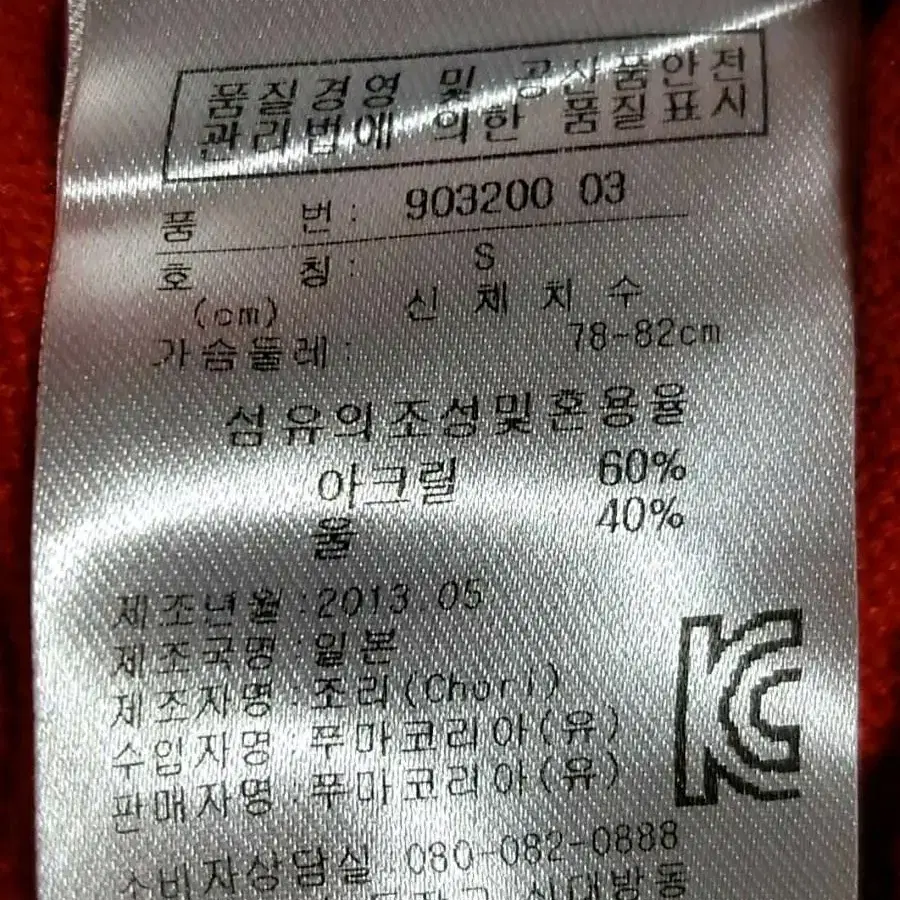 품질경영 및 공산품안전
관리법에 의한 품질표시
품 번 : 903200 03
호 칭 : S
(cm) 신 체 치 수
가슴둘레 : 78-82cm
섬유의조성및혼용율
아크릴 60%
울 40%
제조년월 : 2013.05
제조국명 : 일본
제조자명 : 조리(Chori)
수입자명 : 푸마코리아(유)
판매자명 : 푸마코리아(유)
소비자상담실 : 080-082-0888
신대방동
KC